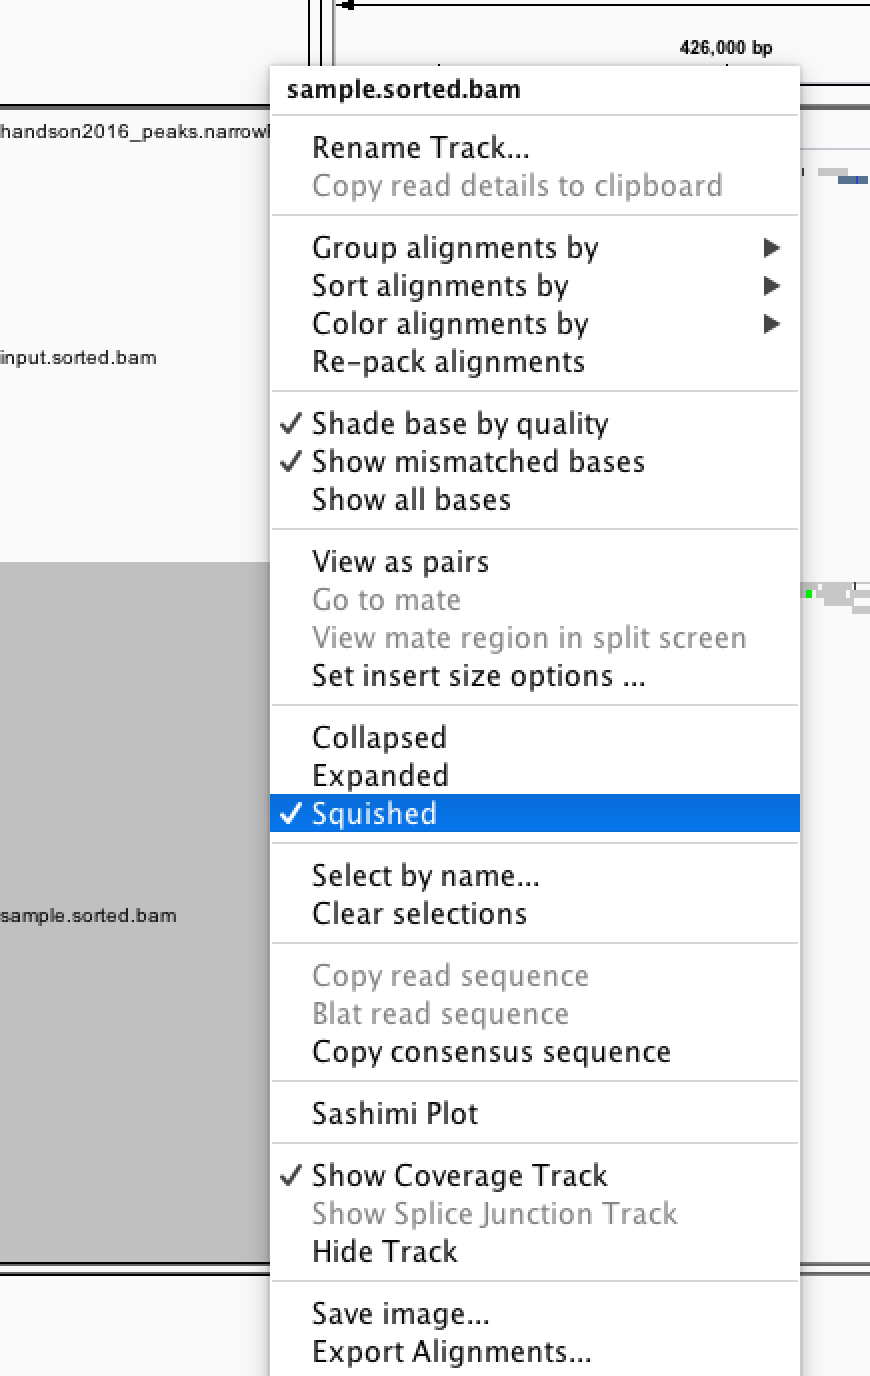 426,000 bp
sample.sorted.bam
handson2016_peaks.narrow
Rename Track...
Copy read details to clipboard
Group alignments by
Sort alignments by
Color alignments by
input.sorted.bam
Re-pack alignments
Shade base by quality
Show mismatched bases
Show all bases
View as pairs
Go to mate
View mate region in split screen
Set insert size options ...
Collapsed
Expanded
Squished
Select by name...
sample.sorted.bam
Clear selections
Copy read sequence
Blat read sequence
Copy consensus sequence
Sashimi Plot
Show Coverage Track
Show Splice Junction Track
Hide Track
Save image...
Export Alignments...